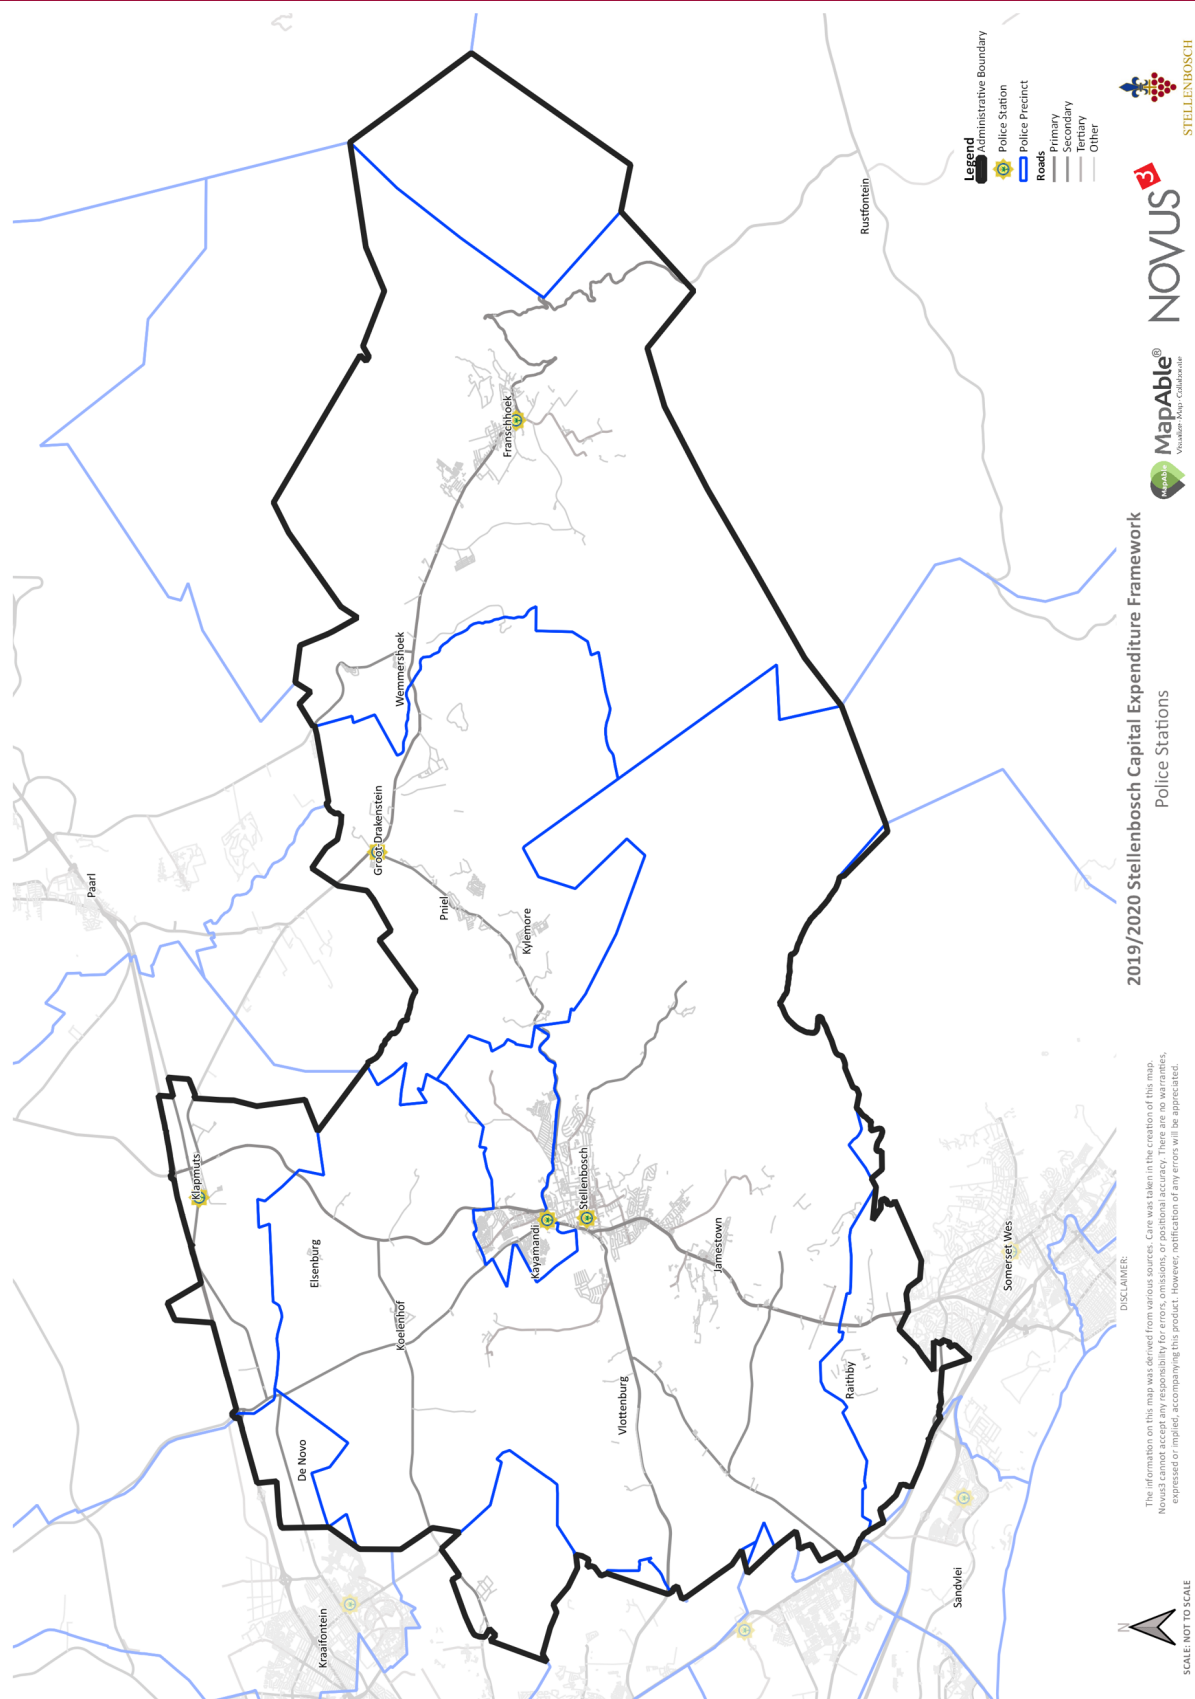 Paarl
Klapmuts
Elsenburg
Koelenhof
De Novo
Kraaifontein
Groot-Drakenstein
Wemmershoek
Franschhoek
Pniel
Kylemore
Kayamandi
Stellenbosch
Jamestown
Vlottenburg
Raithby
Somerset Wes
Sandvlei
Rustfontein
Legend
Administrative Boundary
Police Station
Police Precinct
Roads
Primary
Secondary
Tertiary
Other
N
SCALE: NOT TO SCALE
DISCLAIMER:
The information on this map was derived from various sources. Care was taken in the creation of this map.
Novus3 cannot accept any responsibility for errors, omissions, or positional accuracy. There are no warranties,
expressed or implied, accompanying this product. However, notification of any errors will be appreciated.
2019/2020 Stellenbosch Capital Expenditure Framework
Police Stations
MapAble
MapAble®
Visualize·Map·Collaborate
NOVUS3
STELLENBOSCH